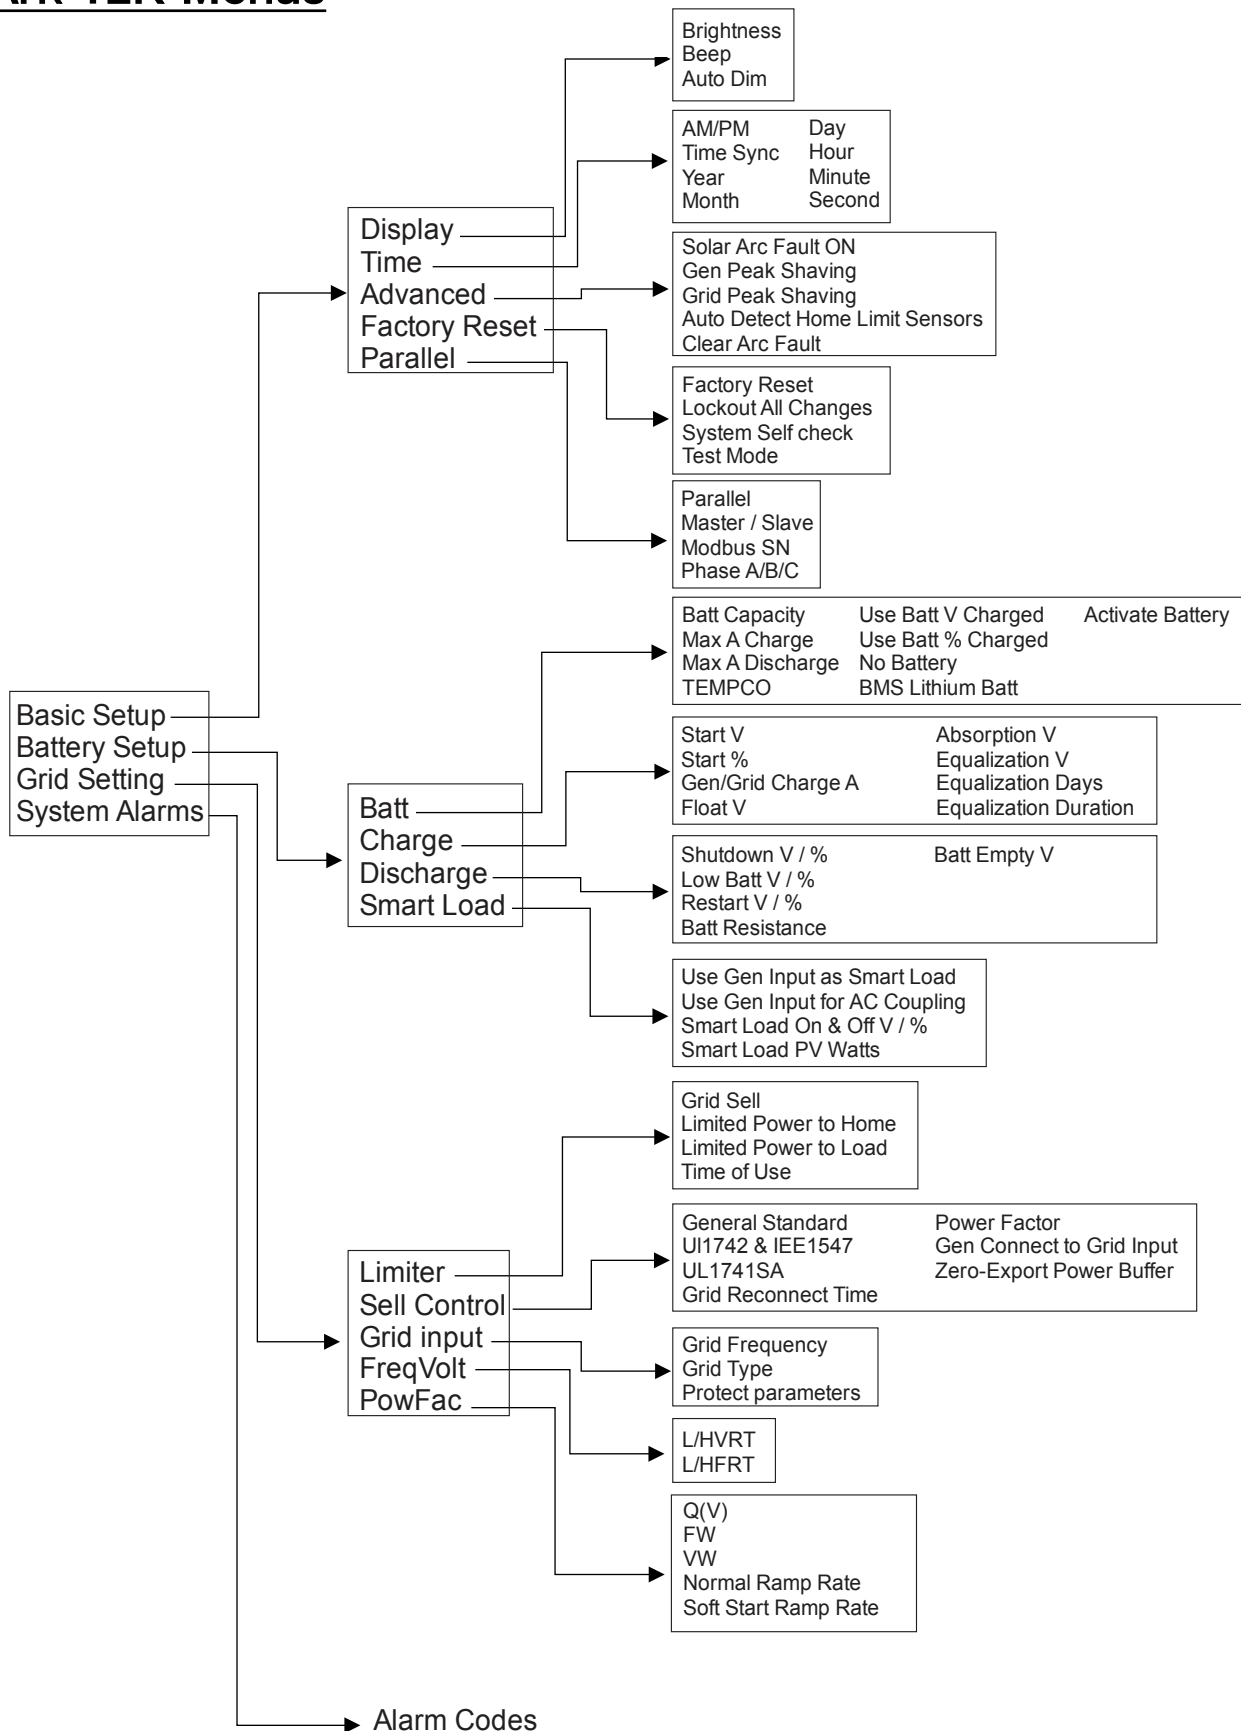 Brightness
Beep
Auto Dim
AM/PM Day
Time Sync Hour
Year Minute
Month Second
Display
Time
Advanced
Factory Reset
Parallel
Solar Arc Fault ON
Gen Peak Shaving
Grid Peak Shaving
Auto Detect Home Limit Sensors
Clear Arc Fault
Factory Reset
Lockout All Changes
System Self check
Test Mode
Parallel
Master / Slave
Modbus SN
Phase A/B/C
Batt Capacity Use Batt V Charged Activate Battery
Max A Charge Use Batt % Charged
Max A Discharge No Battery
TEMPCO BMS Lithium Batt
Basic Setup
Battery Setup
Grid Setting
System Alarms
Start V Absorption V
Start % Equalization V
Gen/Grid Charge A Equalization Days
Float V Equalization Duration
Batt
Charge
Discharge
Smart Load
Shutdown V / % Batt Empty V
Low Batt V / %
Restart V / %
Batt Resistance
Use Gen Input as Smart Load
Use Gen Input for AC Coupling
Smart Load On & Off V / %
Smart Load PV Watts
Grid Sell
Limited Power to Home
Limited Power to Load
Time of Use
General Standard Power Factor
Ul1742 & IEE1547 Gen Connect to Grid Input
UL1741SA Zero-Export Power Buffer
Grid Reconnect Time
Limiter
Sell Control
Grid input
FreqVolt
PowFac
Grid Frequency
Grid Type
Protect parameters
L/HVRT
L/HFRT
Q(V)
FW
VW
Normal Ramp Rate
Soft Start Ramp Rate
Alarm Codes